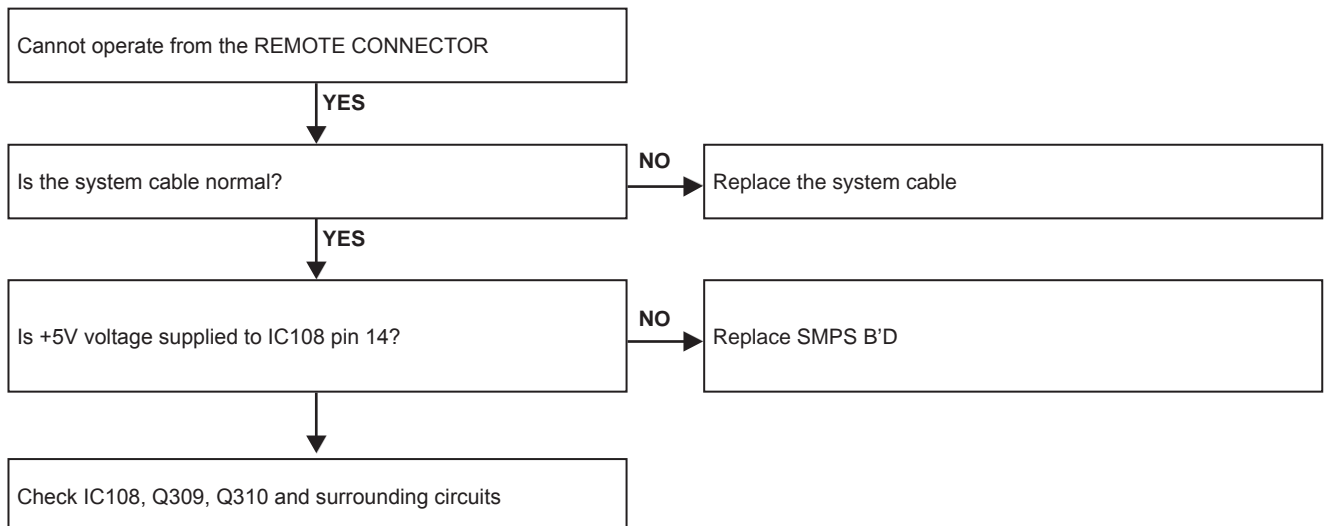 Cannot operate from the REMOTE CONNECTOR
YES
Is the system cable normal?
NO
Replace the system cable
YES
Is +5V voltage supplied to IC108 pin 14?
NO
Replace SMPS B’D
Check IC108, Q309, Q310 and surrounding circuits